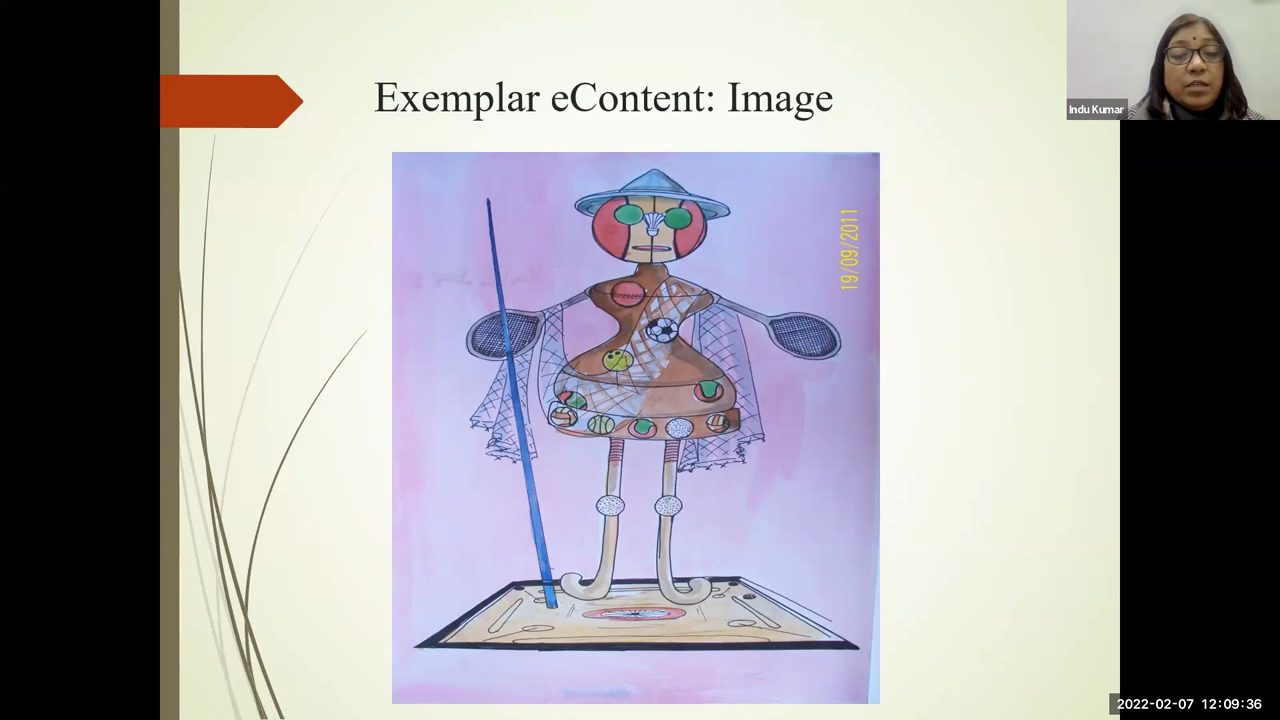 Exemplar eContent: Image
Indu Kumar
19/09/2011
2022-02-07 12:09:36